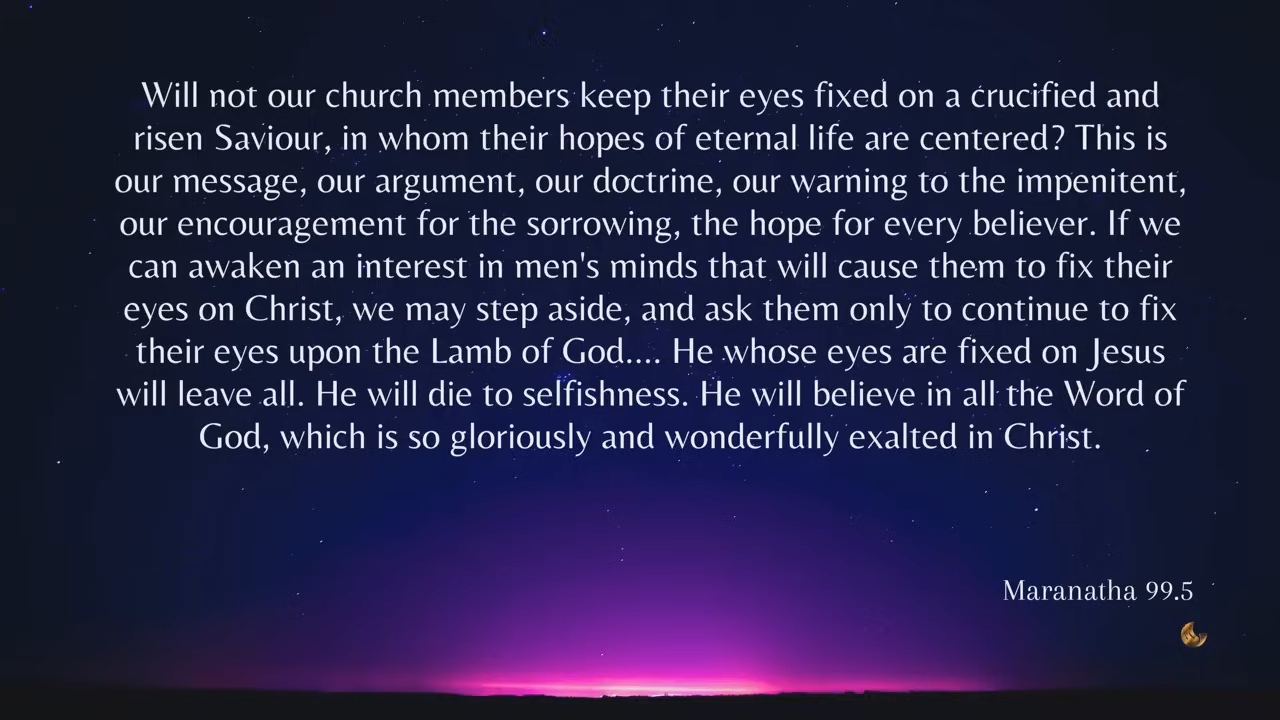 Will not our church members keep their eyes fixed on a crucified and
risen Saviour, in whom their hopes of eternal life are centered? This is
our message, our argument, our doctrine, our warning to the impenitent,
our encouragement for the sorrowing, the hope for every believer. If we
can awaken an interest in men's minds that will cause them to fix their
eyes on Christ, we may step aside, and ask them only to continue to fix
their eyes upon the Lamb of God.... He whose eyes are fixed on Jesus
will leave all. He will die to selfishness. He will believe in all the Word of
God, which is so gloriously and wonderfully exalted in Christ.
Maranatha 99.5